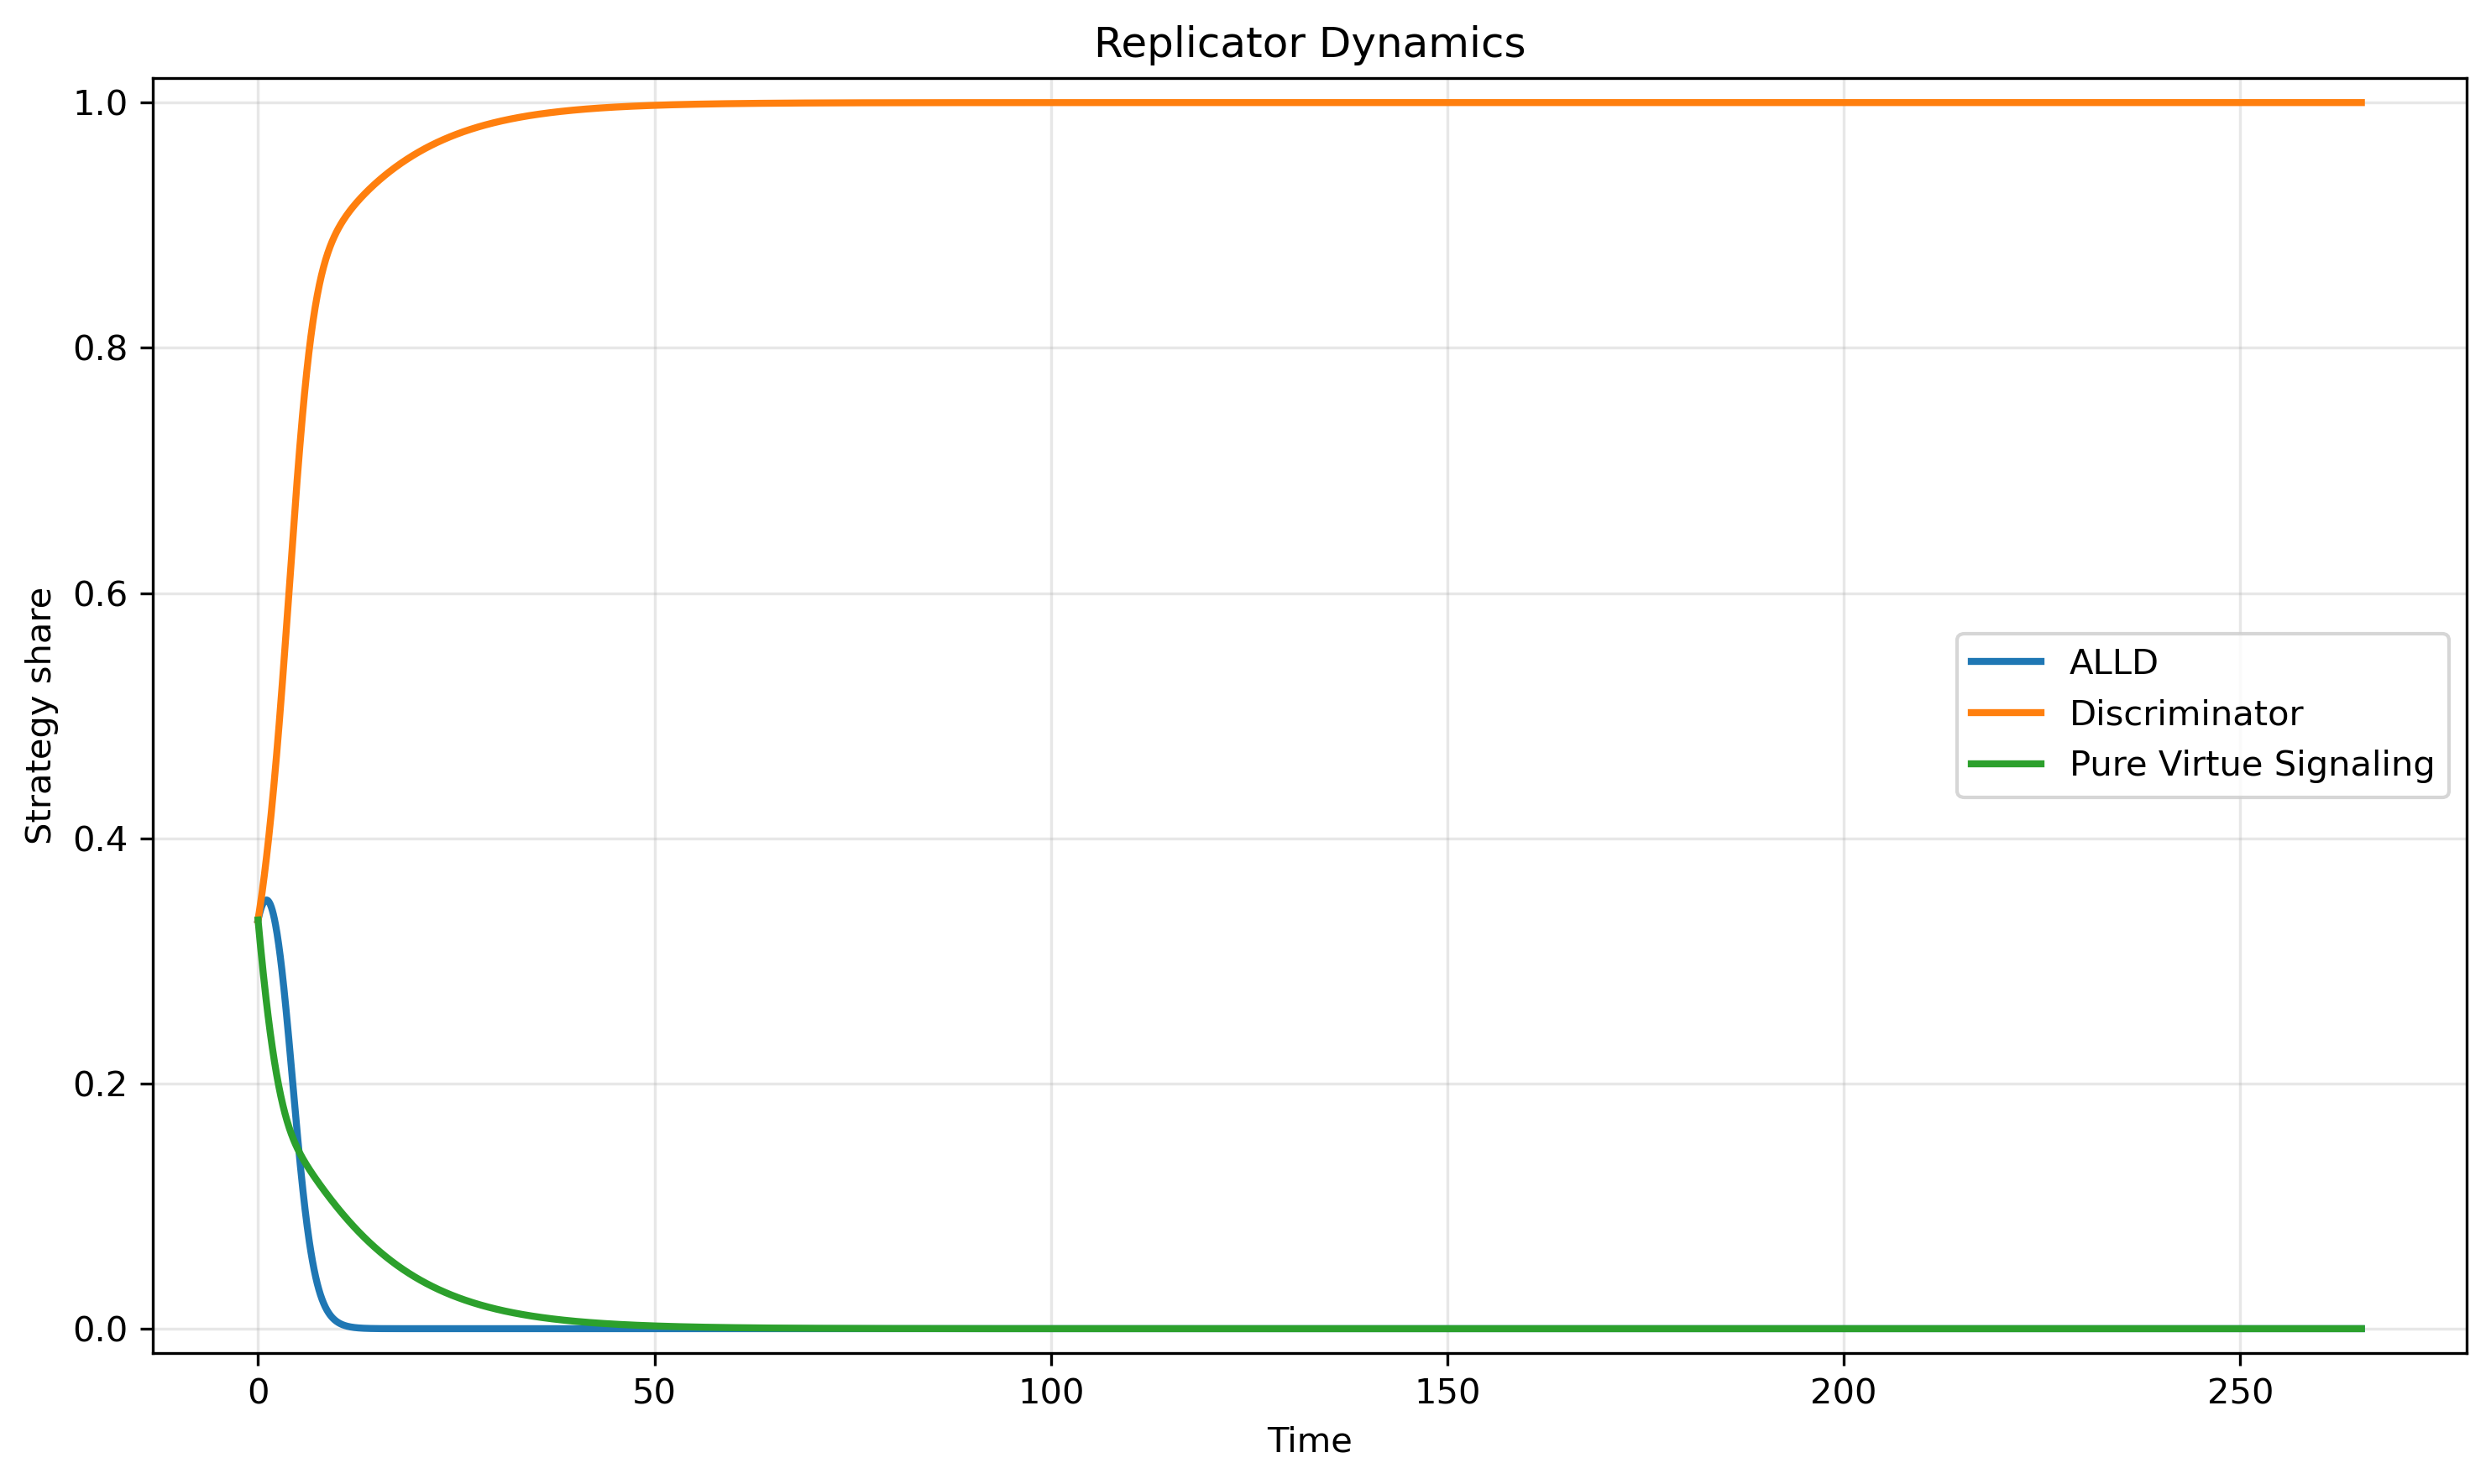 Replicator Dynamics
1.0
0.8
0.6
0.4
0.2
0.0
Strategy share
ALLD
Discriminator
Pure Virtue Signaling
0 50 100 150 200 250
Time